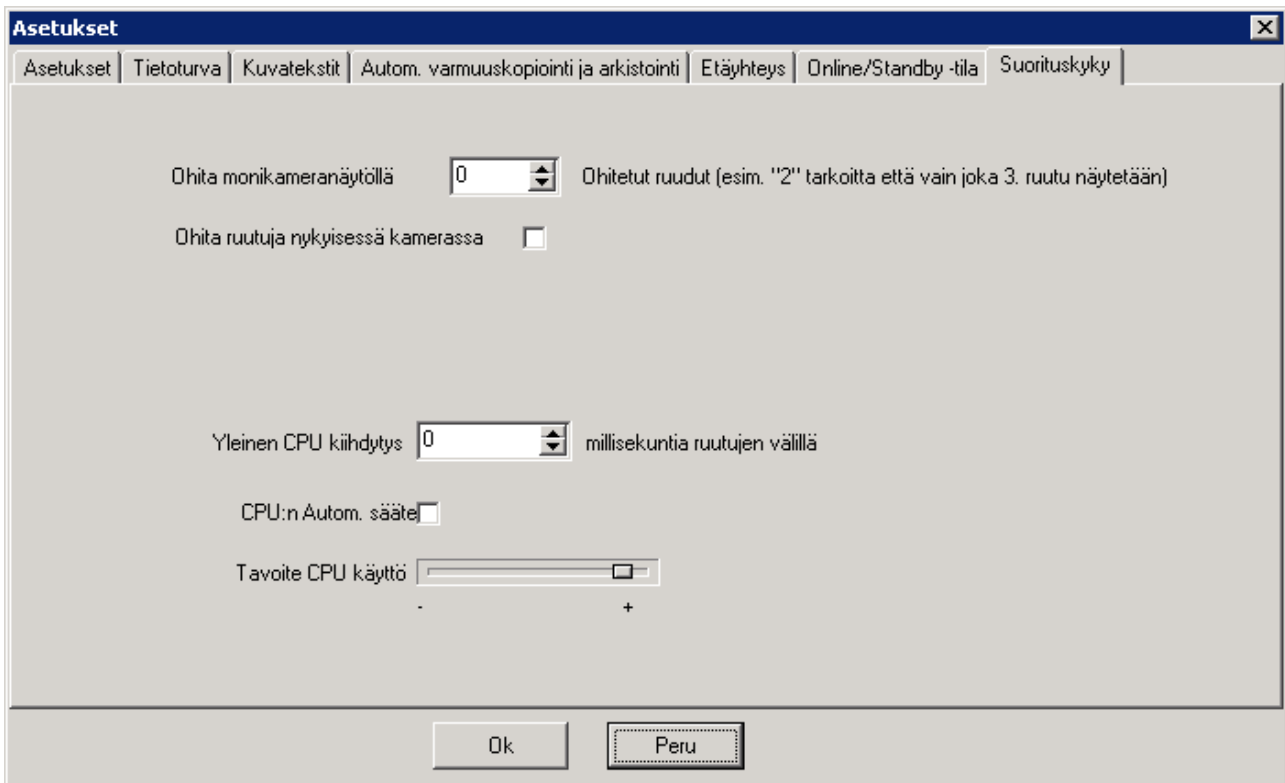 Asetukset
Asetukset Tietoturva Kuvatekstit Autom. varmuuskopiointi ja arkistointi Etäyhteys Online/Standby -tila Suorituskyky
Ohita monikameranäytöllä 0 Ohitetut ruudut (esim. "2" tarkoitta että vain joka 3. ruutu näytetään)
Ohita ruutuja nykyisessä kamerassa
Yleinen CPU kiihdytys 0 millisekuntia ruutujen välillä
CPU:n Autom. sääte
Tavoite CPU käyttö
- +
Ok Peru